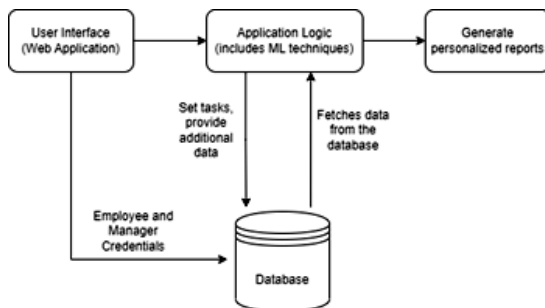 User Interface
(Web Application)
Application Logic
(includes ML techniques)
Generate
personalized reports
Set tasks,
provide
additional
data
Fetches data
from the
database
Employee and
Manager
Credentials
Database